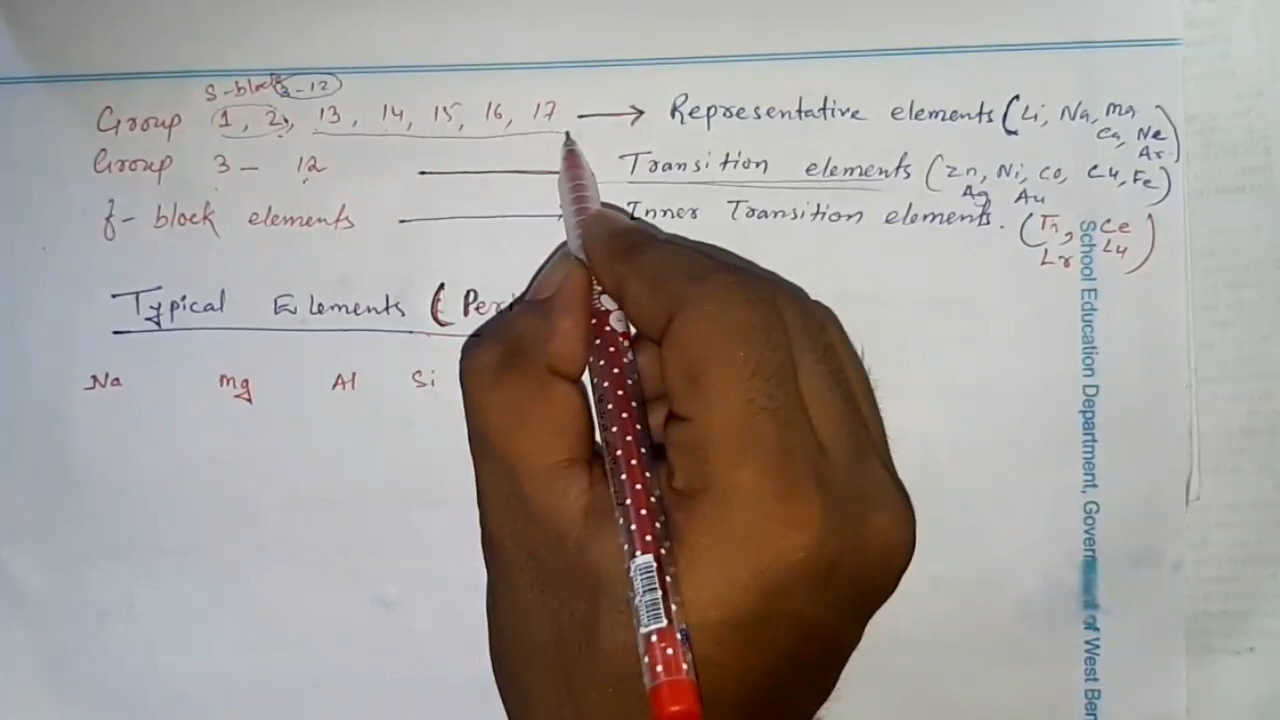 S-block 3-12
Group 1, 2, 13, 14, 15, 16, 17 → Representative elements (Li, Na, Mg
Ca, Ne
Ar)
Group 3 - 12 Transition elements (Zn, Ni, Co, Cu, Fe)
Ag Au
f-block elements Inner Transition elements. (Th, Ce
Lr Lu)
Typical Elements (Per
Na Mg Al Si
School Education Department, Government of West Ben